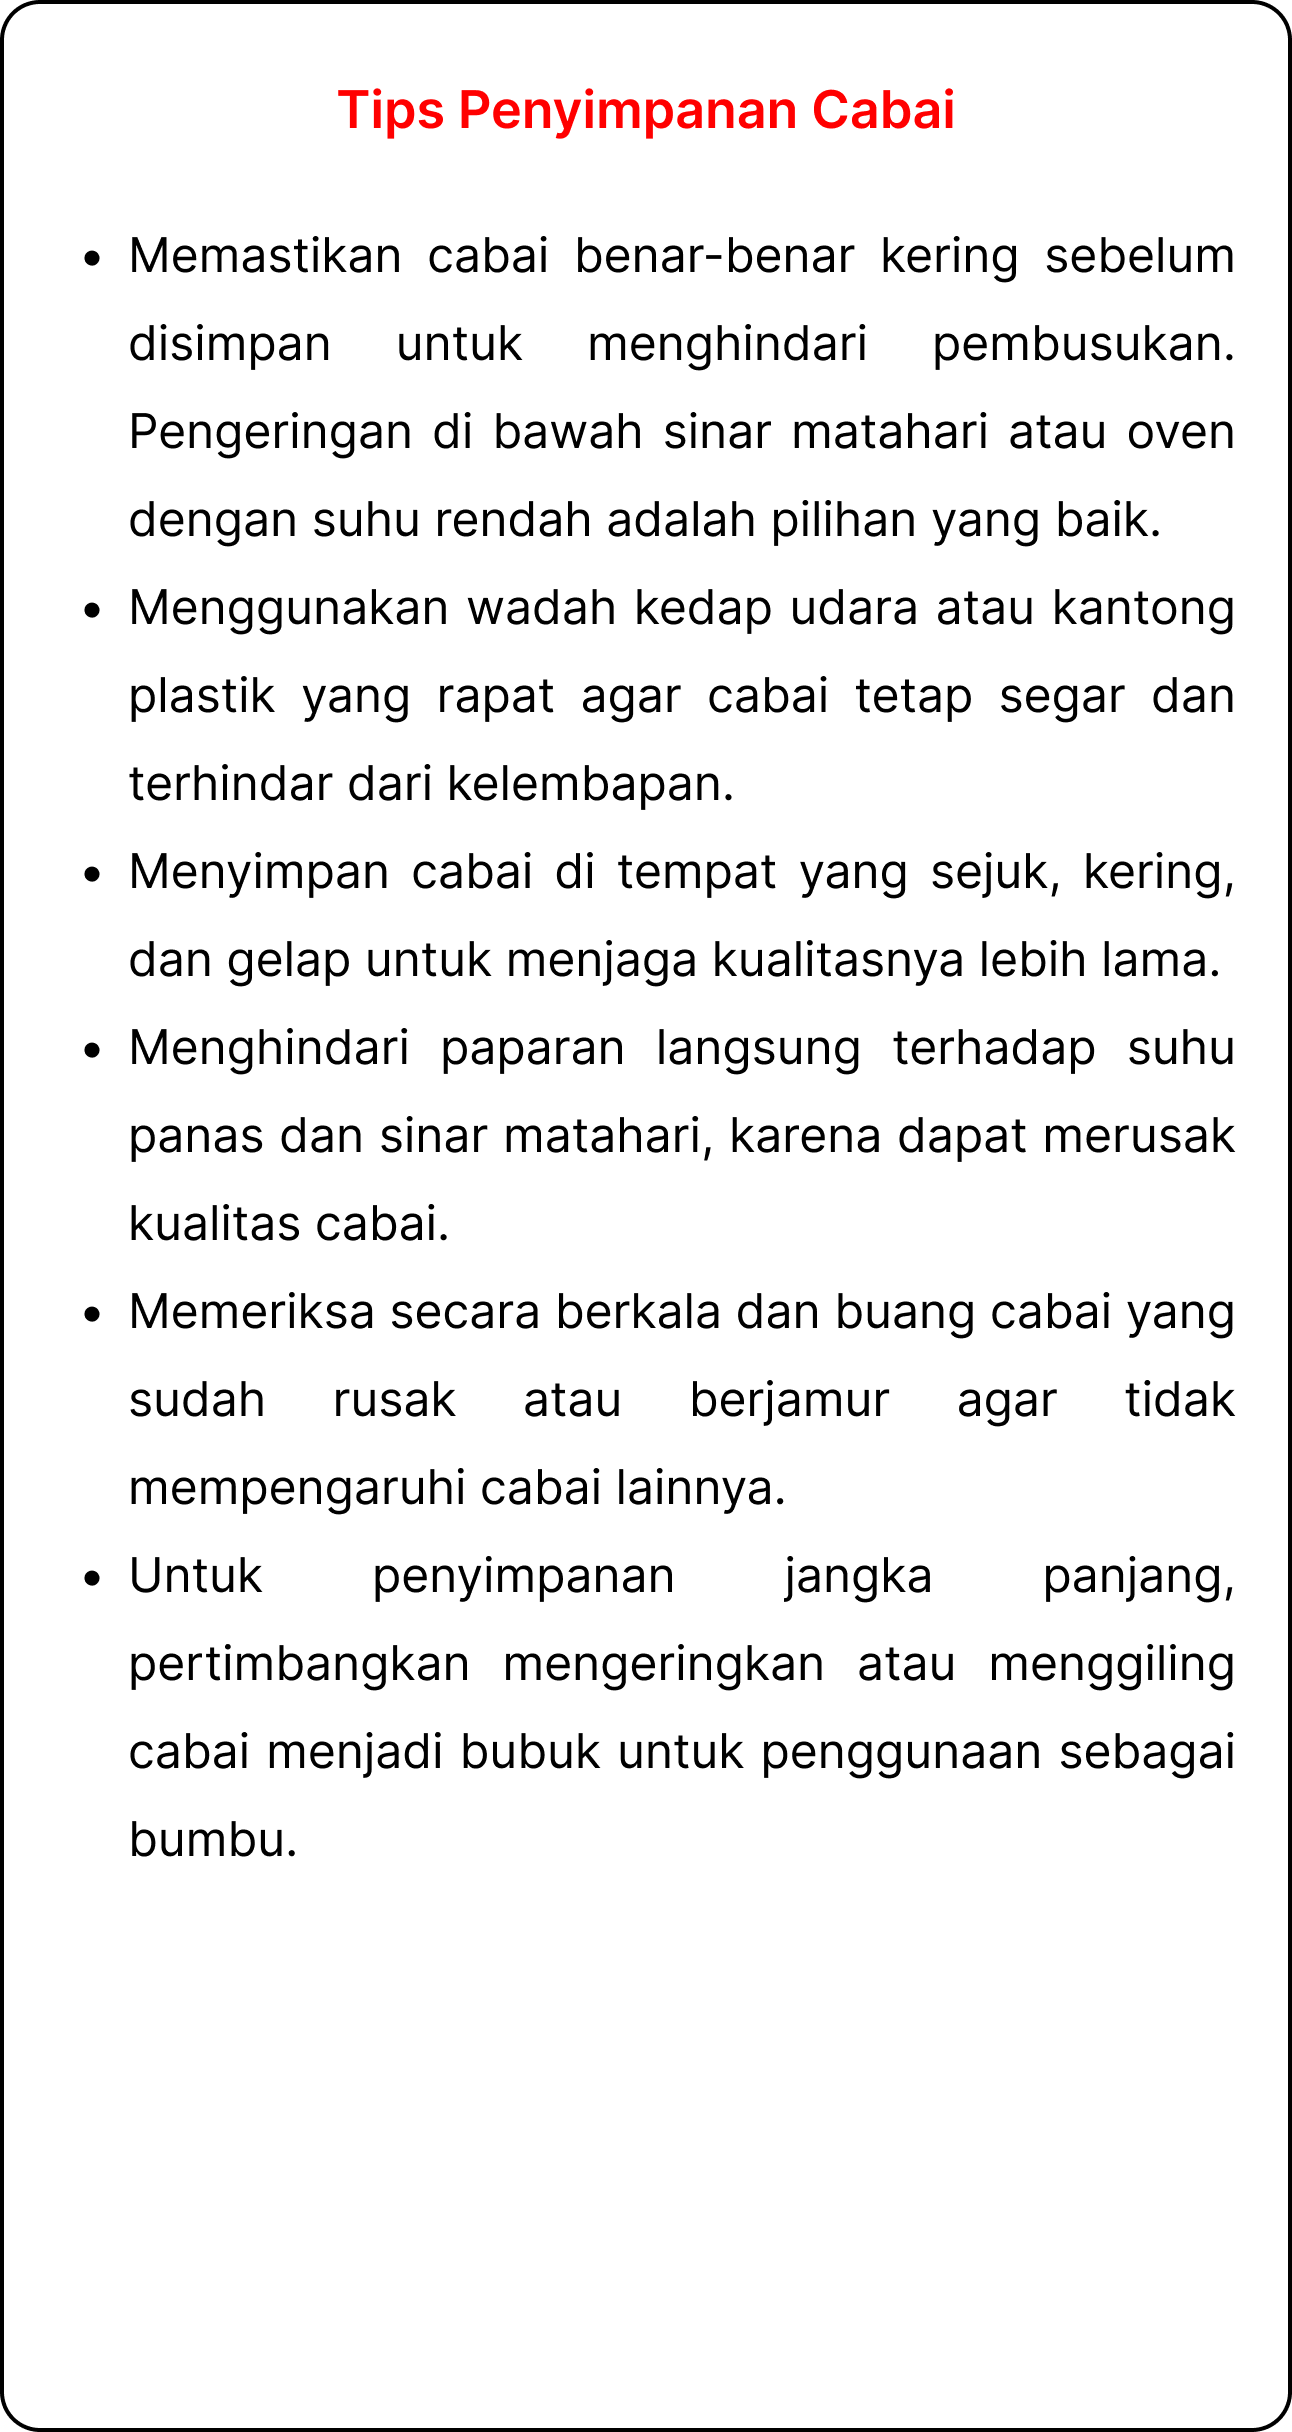 Tips Penyimpanan Cabai
• Memastikan cabai benar-benar kering sebelum
disimpan untuk menghindari pembusukan.
Pengeringan di bawah sinar matahari atau oven
dengan suhu rendah adalah pilihan yang baik.
• Menggunakan wadah kedap udara atau kantong
plastik yang rapat agar cabai tetap segar dan
terhindar dari kelembapan.
• Menyimpan cabai di tempat yang sejuk, kering,
dan gelap untuk menjaga kualitasnya lebih lama.
• Menghindari paparan langsung terhadap suhu
panas dan sinar matahari, karena dapat merusak
kualitas cabai.
• Memeriksa secara berkala dan buang cabai yang
sudah rusak atau berjamur agar tidak
mempengaruhi cabai lainnya.
• Untuk penyimpanan jangka panjang,
pertimbangkan mengeringkan atau menggiling
cabai menjadi bubuk untuk penggunaan sebagai
bumbu.